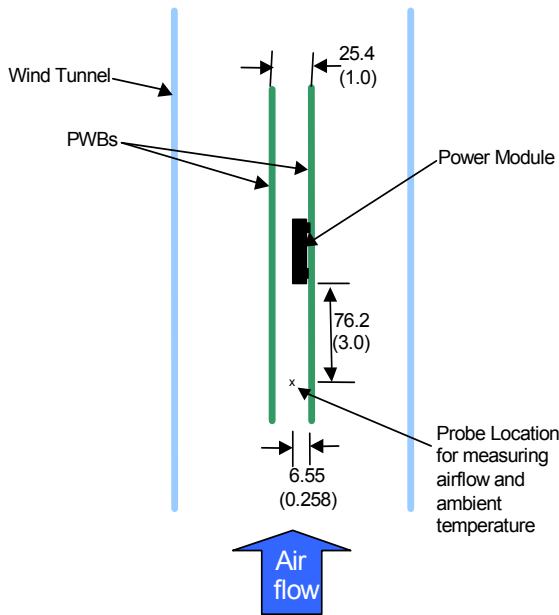 25.4
(1.0)
Wind Tunnel
PWBs
Power Module
76.2
(3.0)
x
Probe Location
for measuring
airflow and
ambient
temperature
6.55
(0.258)
Air
flow